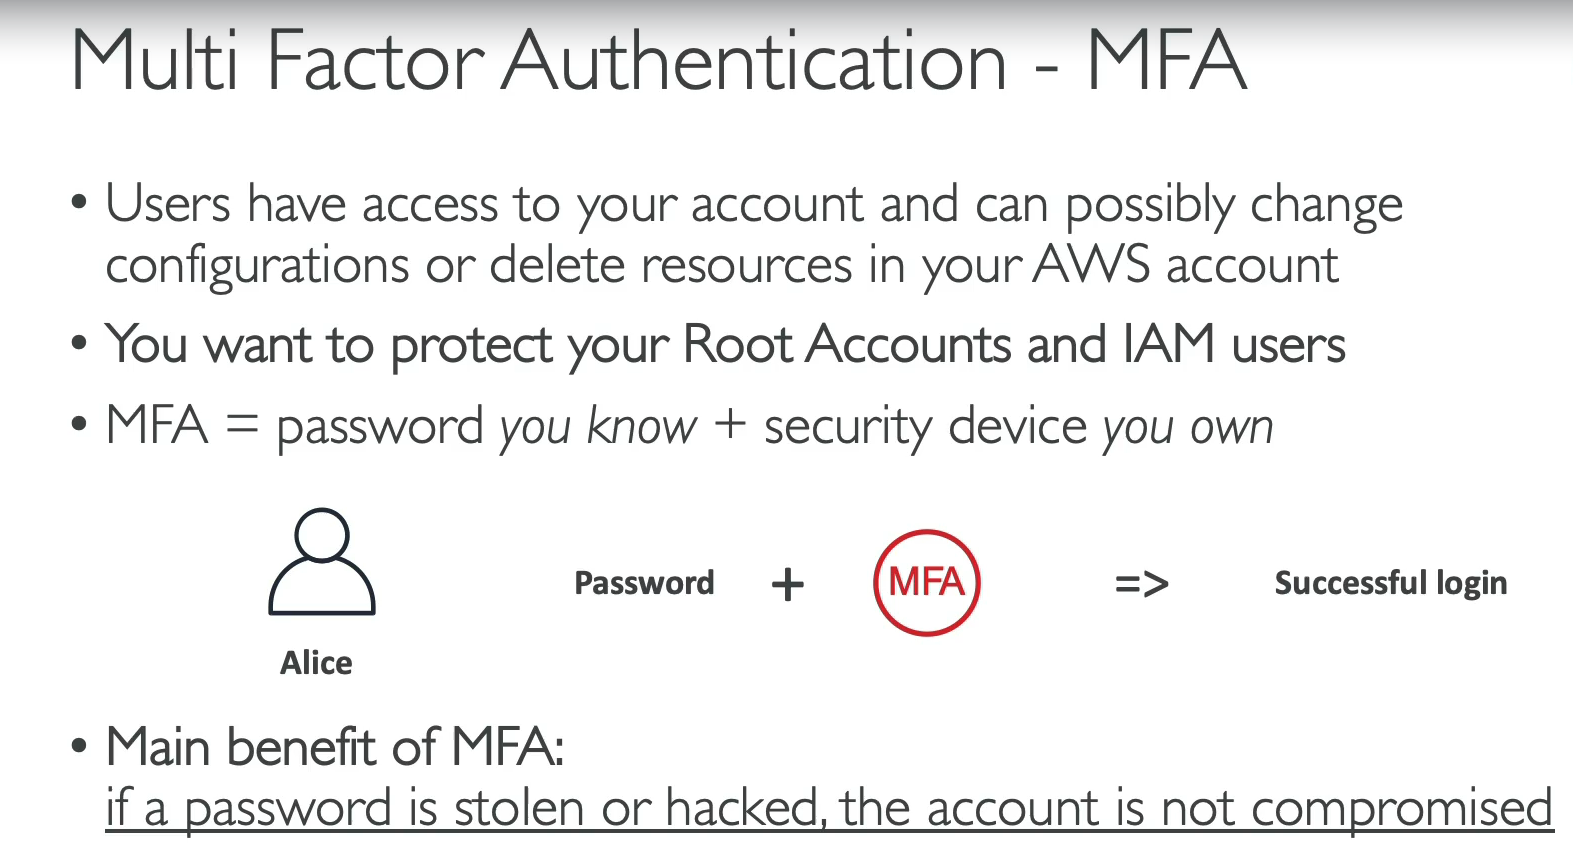 Multi Factor Authentication - MFA
• Users have access to your account and can possibly change
configurations or delete resources in your AWS account
• You want to protect your Root Accounts and IAM users
• MFA = password you know + security device you own
Password + MFA => Successful login
Alice
• Main benefit of MFA:
if a password is stolen or hacked, the account is not compromised